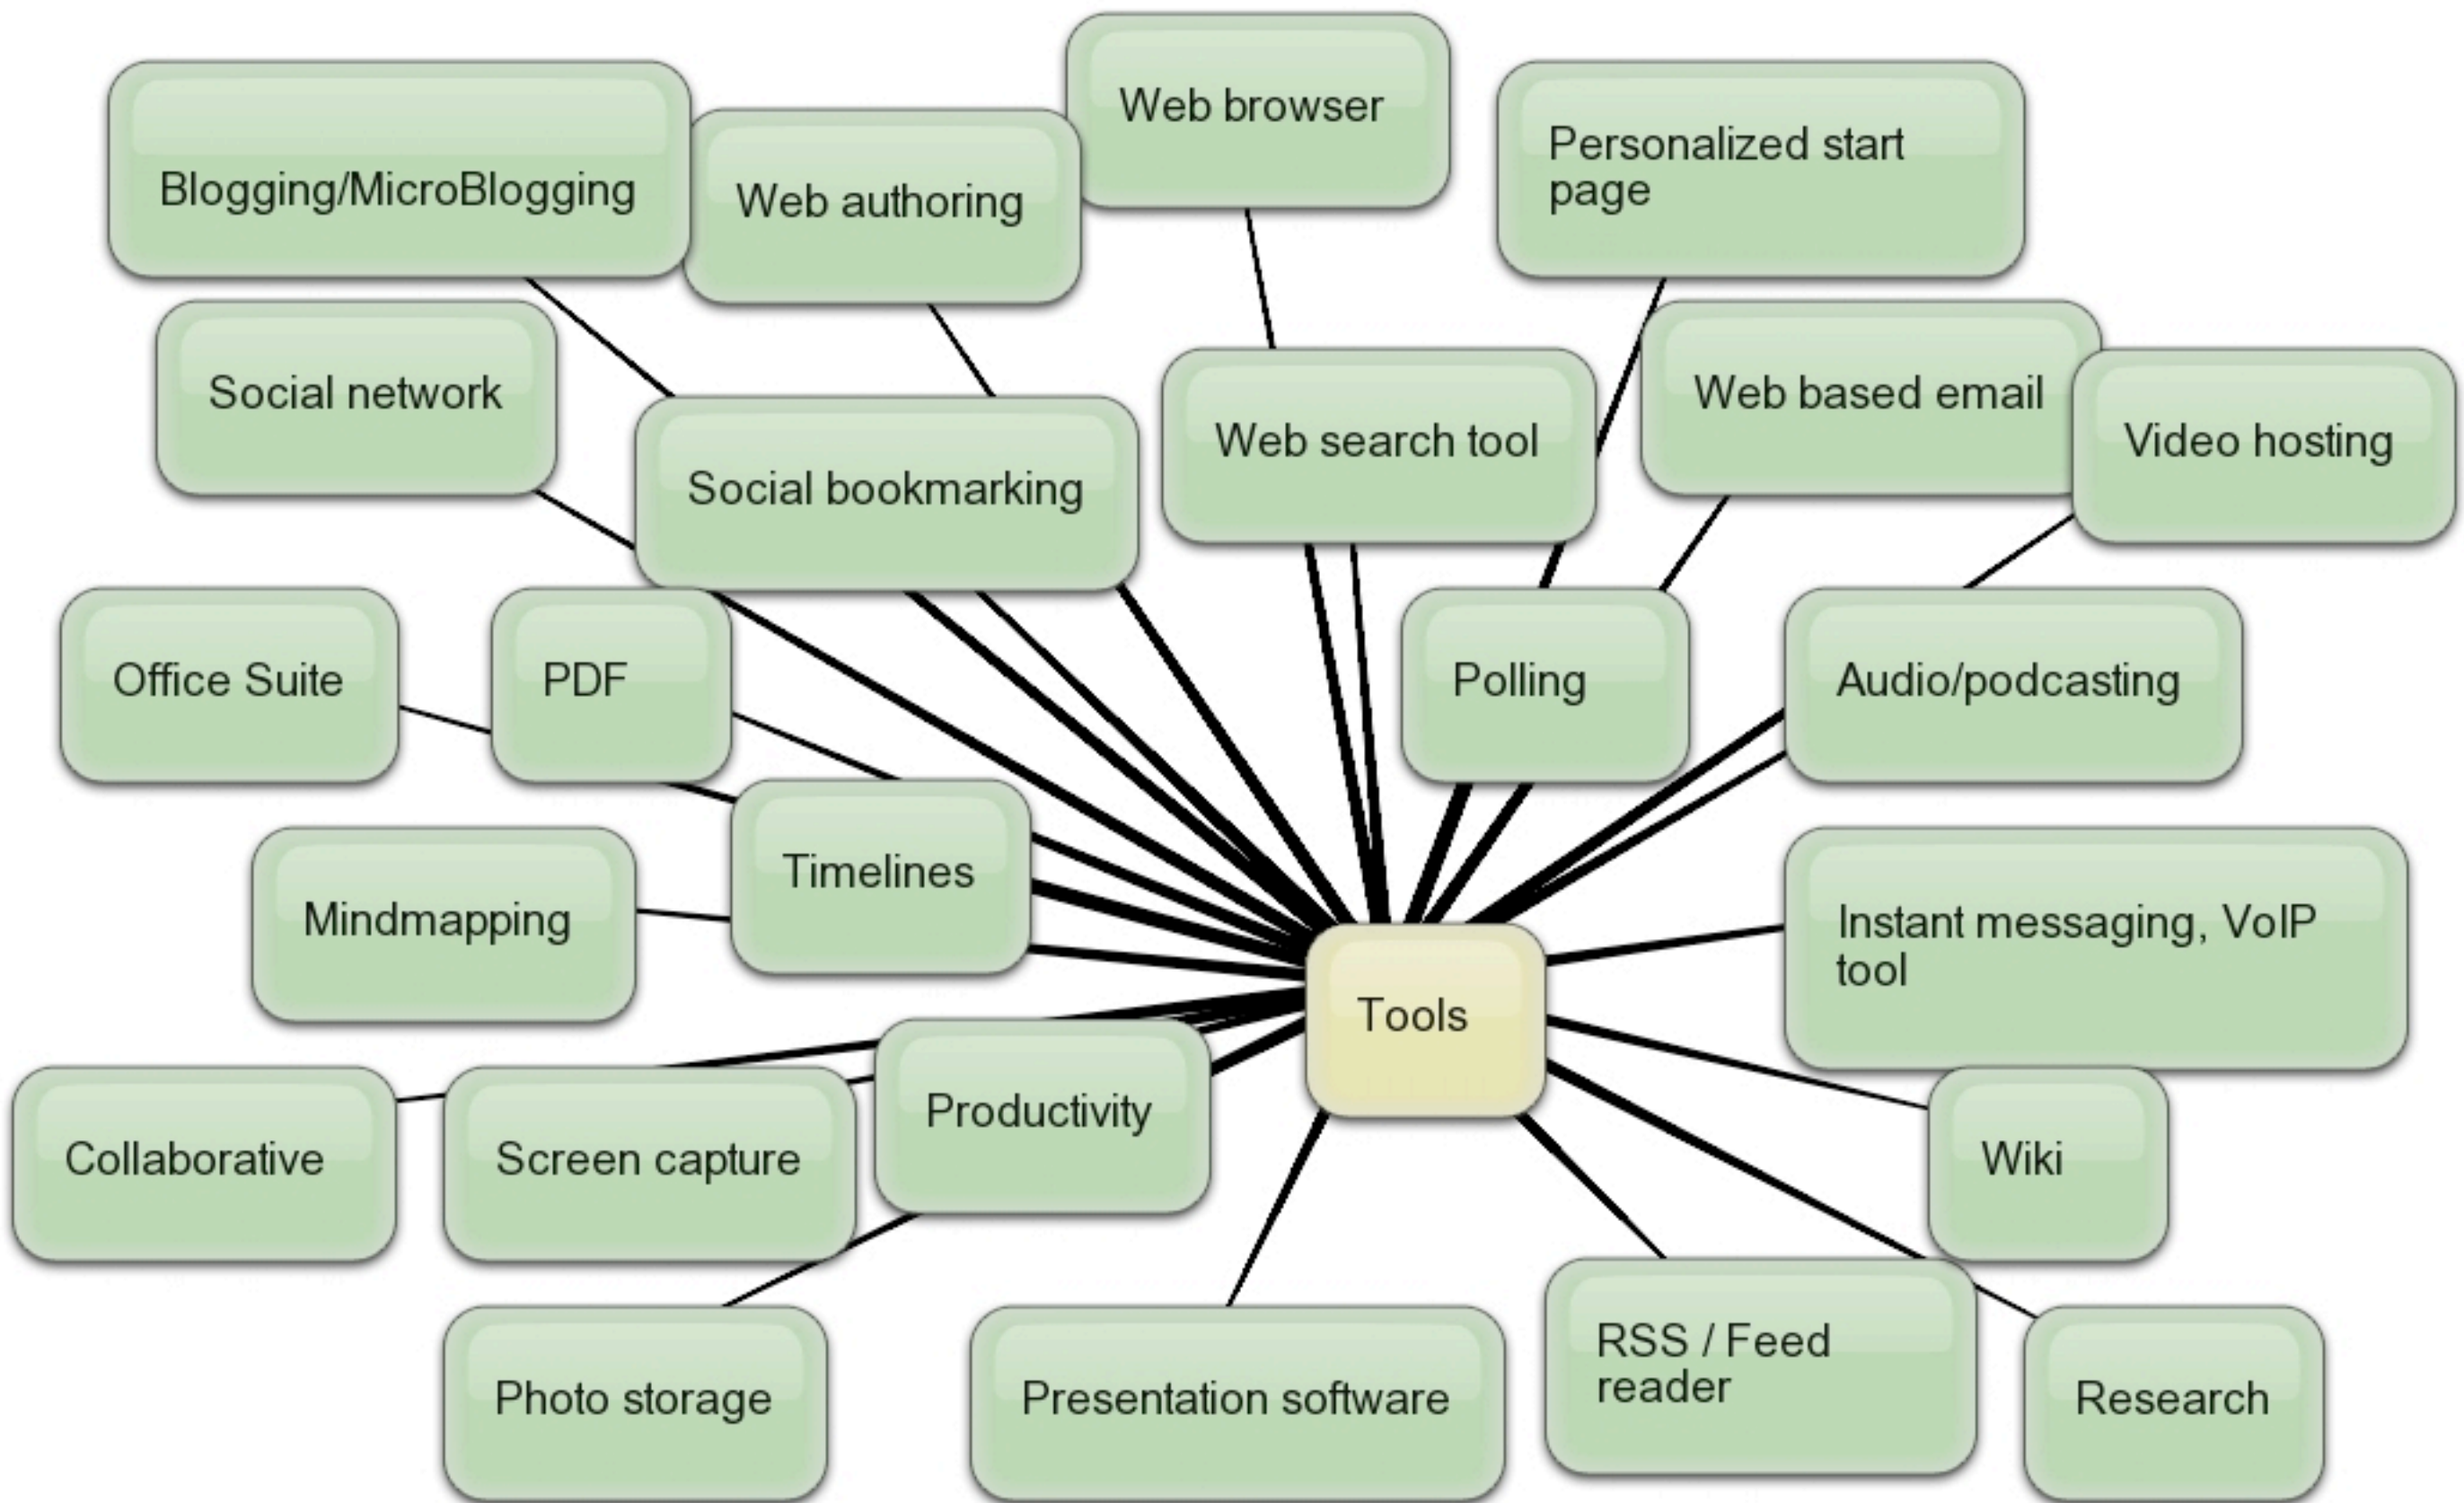 Web browser
Personalized start
page
Blogging/MicroBlogging
Web authoring
Social network
Web based email
Web search tool
Video hosting
Social bookmarking
Office Suite
PDF
Polling
Audio/podcasting
Timelines
Mindmapping
Instant messaging, VoIP
tool
Tools
Productivity
Collaborative
Screen capture
Wiki
RSS / Feed
reader
Photo storage
Presentation software
Research